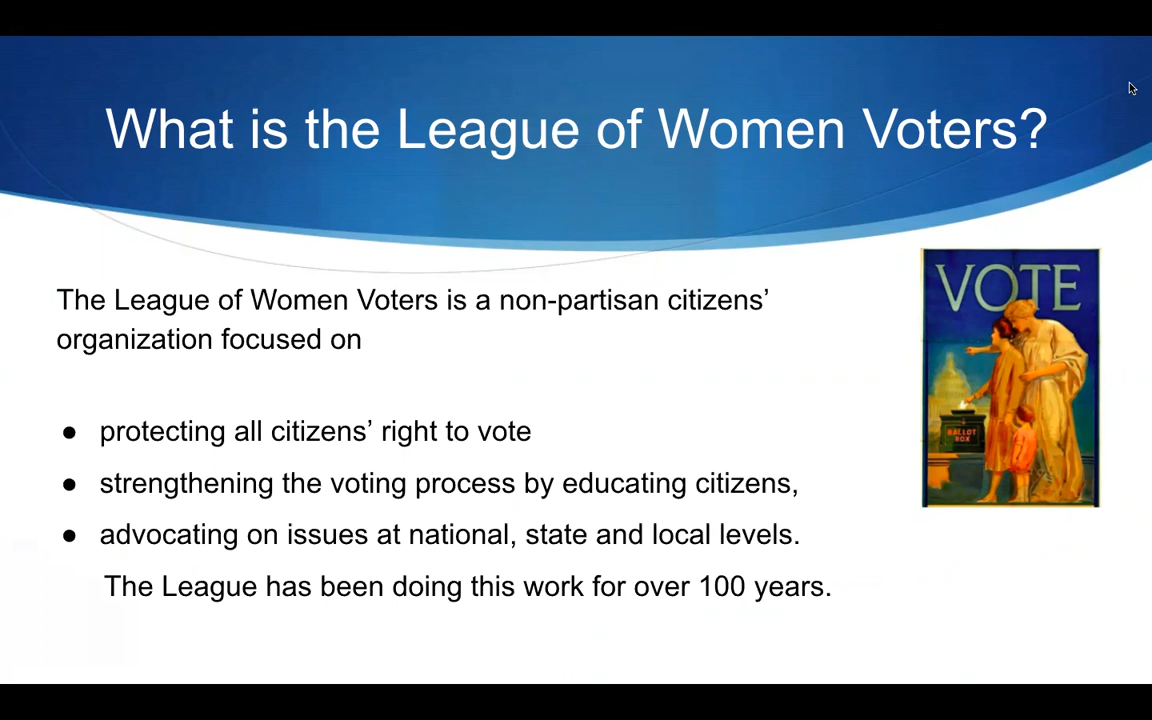 What is the League of Women Voters?
The League of Women Voters is a non-partisan citizens’
organization focused on
● protecting all citizens’ right to vote
● strengthening the voting process by educating citizens,
● advocating on issues at national, state and local levels.
The League has been doing this work for over 100 years.
VOTE
BALLOT
BOX